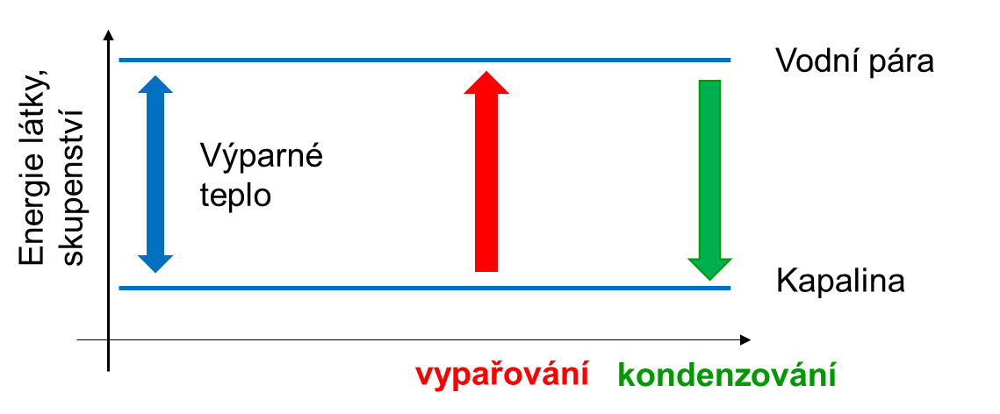 Energie látky,
skupenství
Výparné
teplo
Vodní pára
Kapalina
vypařování
kondenzování